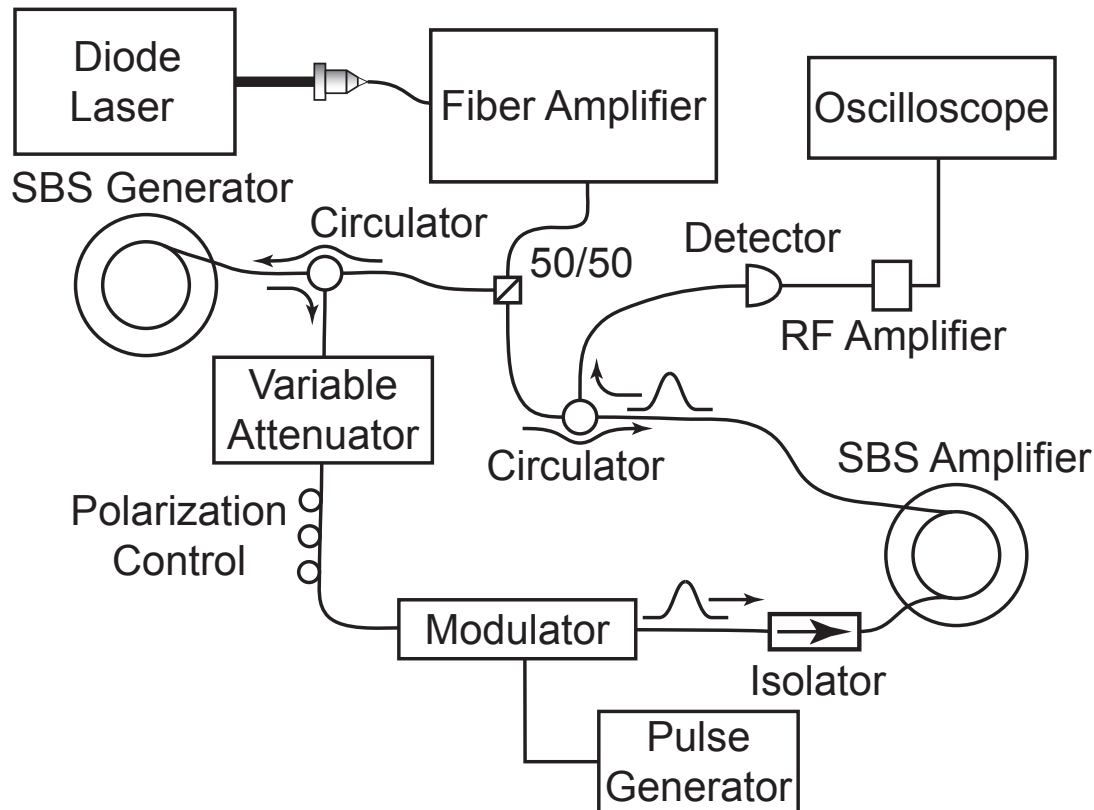 Diode
Laser
Fiber Amplifier
Oscilloscope
SBS Generator
Circulator
50/50
Detector
RF Amplifier
Variable
Attenuator
Circulator
SBS Amplifier
Polarization
Control
Modulator
Isolator
Pulse
Generator